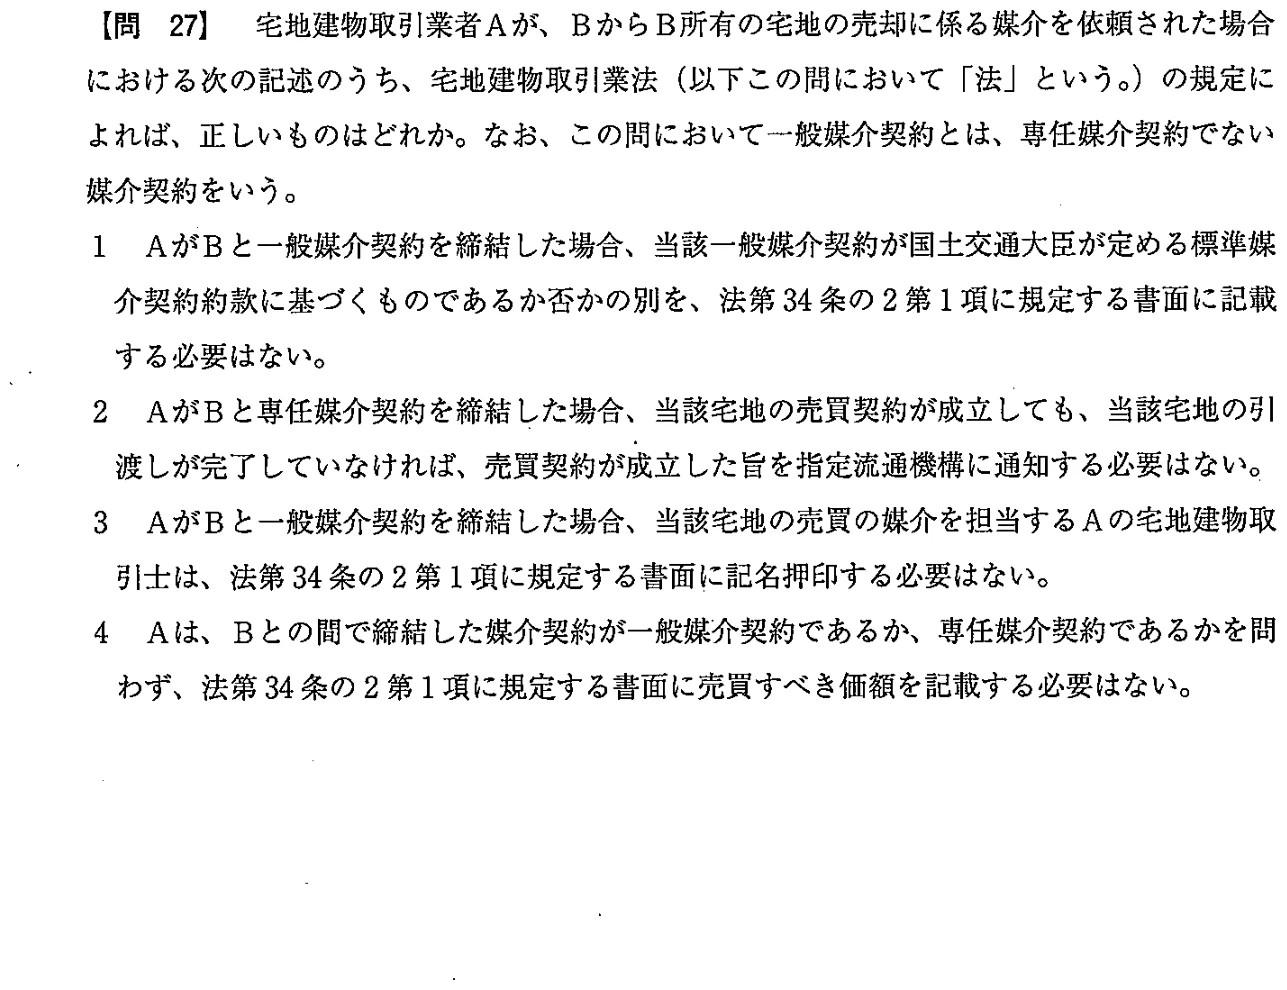 【問　27】　宅地建物取引業者Aが、BからB所有の宅地の売却に係る媒介を依頼された場合
における次の記述のうち、宅地建物取引業法（以下この問において「法」という。）の規定に
よれば、正しいものはどれか。なお、この問において一般媒介契約とは、専任媒介契約でない
媒介契約をいう。
1　AがBと一般媒介契約を締結した場合、当該一般媒介契約が国土交通大臣が定める標準媒
介契約約款に基づくものであるか否かの別を、法第34条の2第1項に規定する書面に記載
する必要はない。
2　AがBと専任媒介契約を締結した場合、当該宅地の売買契約が成立しても、当該宅地の引
渡しが完了していなければ、売買契約が成立した旨を指定流通機構に通知する必要はない。
3　AがBと一般媒介契約を締結した場合、当該宅地の売買の媒介を担当するAの宅地建物取
引士は、法第34条の2第1項に規定する書面に記名押印する必要はない。
4　Aは、Bとの間で締結した媒介契約が一般媒介契約であるか、専任媒介契約であるかを問
わず、法第34条の2第1項に規定する書面に売買すべき価額を記載する必要はない。